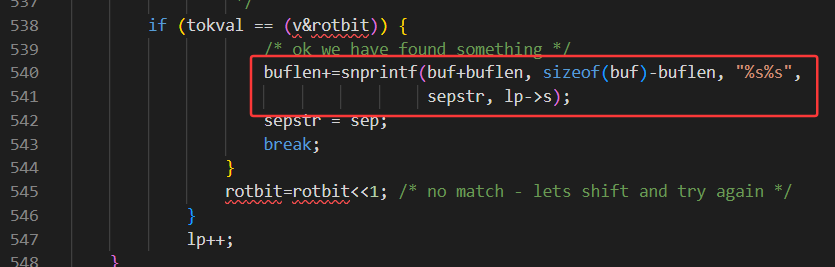 537 */
538 if (tokval == (v&rotbit)) {
539 /* ok we have found something */
540 buflen+=snprintf(buf+buflen, sizeof(buf)-buflen, "%s%s",
541 sepstr, lp->s);
542 sepstr = sep;
543 break;
544 }
545 rotbit=rotbit<<1; /* no match - lets shift and try again */
546 }
547 lp++;
548 }